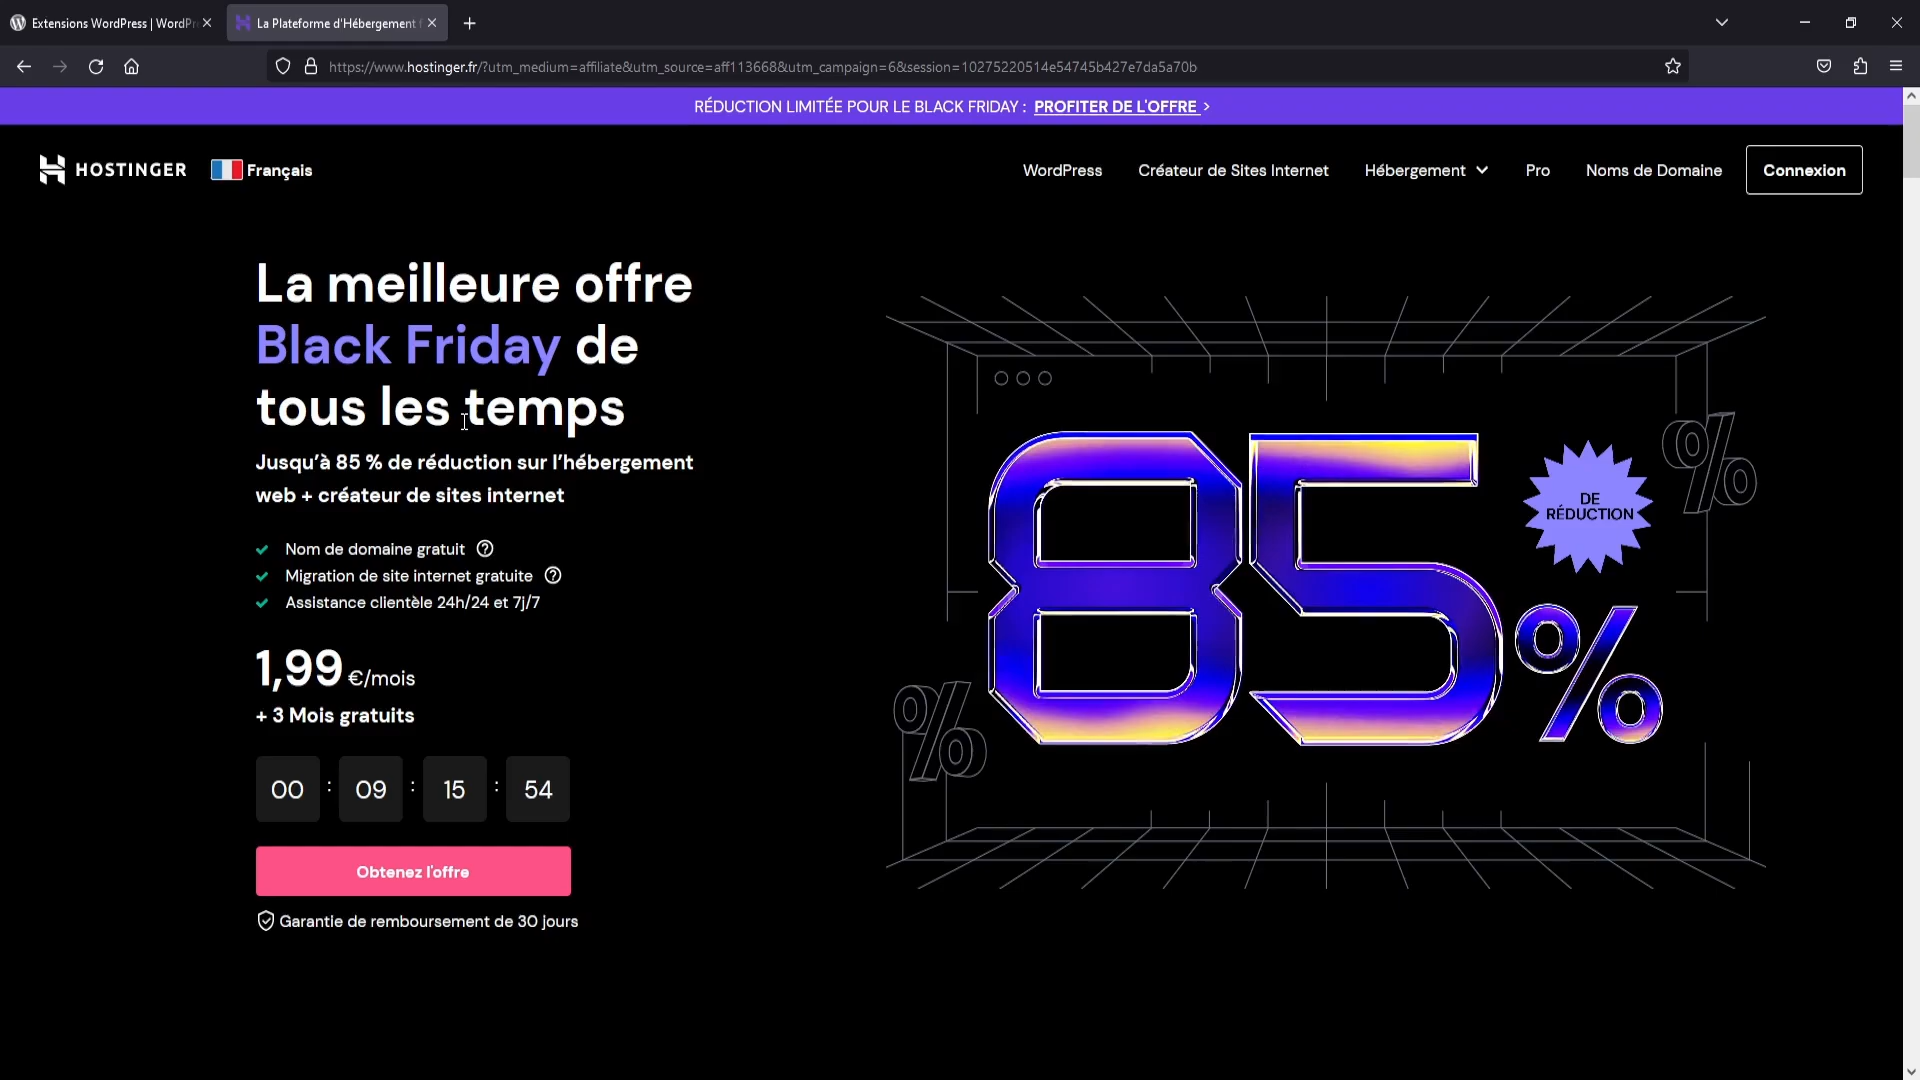 Extensions WordPress | WordPr
La Plateforme d'Hébergement
https://www.hostinger.fr/?utm_medium=affiliate&utm_source=aff113668&utm_campaign=6&session=10275220514e54745b427e7da5a70b
RÉDUCTION LIMITÉE POUR LE BLACK FRIDAY : PROFITER DE L'OFFRE >
HOSTINGER Français WordPress Créateur de Sites Internet Hébergement Pro Noms de Domaine Connexion
La meilleure offre
Black Friday de
tous les temps
Jusqu'à 85 % de réduction sur l'hébergement
web + créateur de sites internet
Nom de domaine gratuit
Migration de site internet gratuite
Assistance clientèle 24h/24 et 7j/7
1,99 €/mois
+ 3 Mois gratuits
00 : 09 : 15 : 54
Obtenez l'offre
Garantie de remboursement de 30 jours
85%
DE
RÉDUCTION
%
%